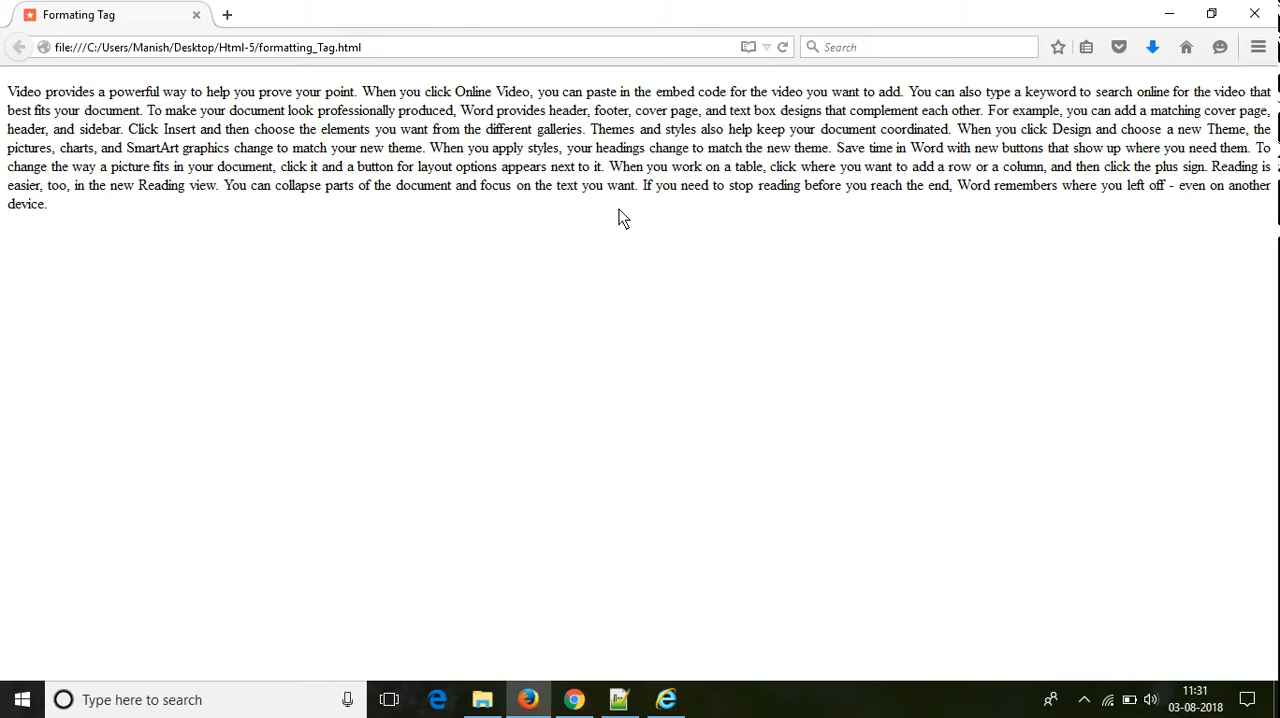 Formating Tag
file:///C:/Users/Manish/Desktop/Html-5/formatting_Tag.html
Search
Video provides a powerful way to help you prove your point. When you click Online Video, you can paste in the embed code for the video you want to add. You can also type a keyword to search online for the video that
best fits your document. To make your document look professionally produced, Word provides header, footer, cover page, and text box designs that complement each other. For example, you can add a matching cover page,
header, and sidebar. Click Insert and then choose the elements you want from the different galleries. Themes and styles also help keep your document coordinated. When you click Design and choose a new Theme, the
pictures, charts, and SmartArt graphics change to match your new theme. When you apply styles, your headings change to match the new theme. Save time in Word with new buttons that show up where you need them. To
change the way a picture fits in your document, click it and a button for layout options appears next to it. When you work on a table, click where you want to add a row or a column, and then click the plus sign. Reading is
easier, too, in the new Reading view. You can collapse parts of the document and focus on the text you want. If you need to stop reading before you reach the end, Word remembers where you left off - even on another
device.
Type here to search
11:31
03-08-2018